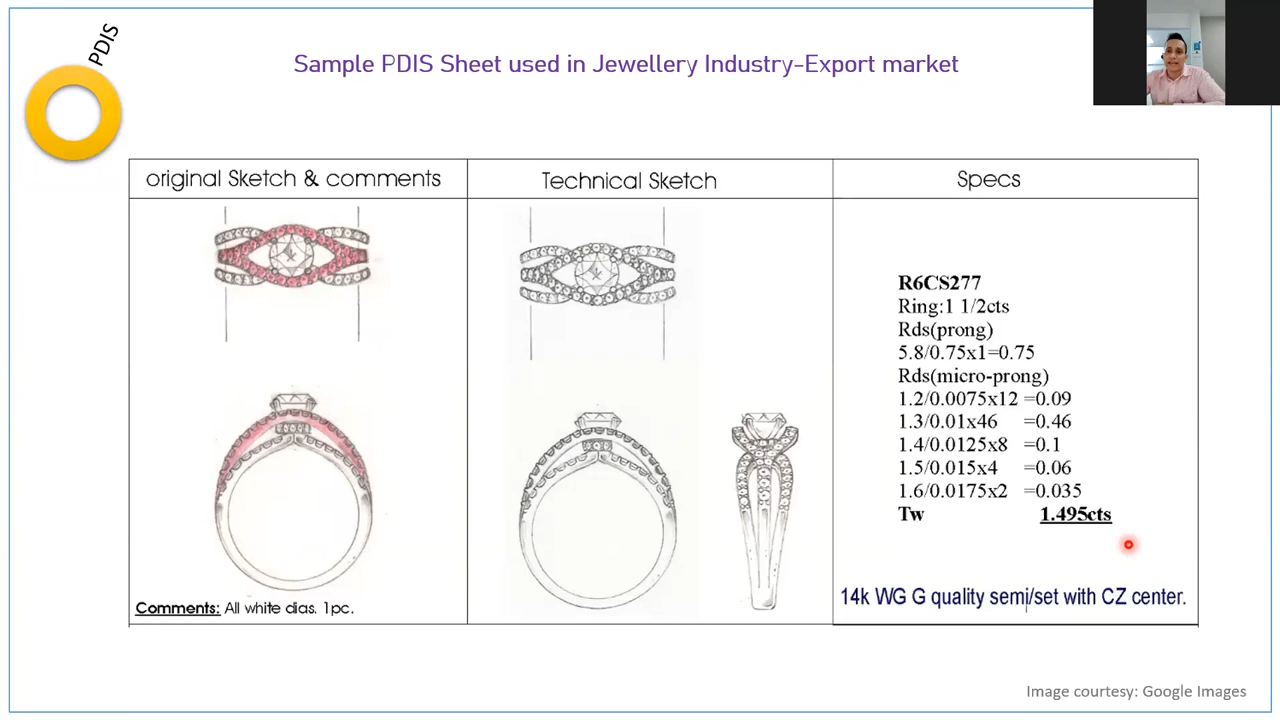 PDIS
Sample PDIS Sheet used in Jewellery Industry-Export market
original Sketch & comments
Technical Sketch
Specs
R6CS277
Ring:1 1/2cts
Rds(prong)
5.8/0.75x1=0.75
Rds(micro-prong)
1.2/0.0075x12 =0.09
1.3/0.01x46 =0.46
1.4/0.0125x8 =0.1
1.5/0.015x4 =0.06
1.6/0.0175x2 =0.035
Tw 1.495cts
Comments: All white dias. 1pc.
14k WG G quality semi/set with CZ center.
Image courtesy: Google Images